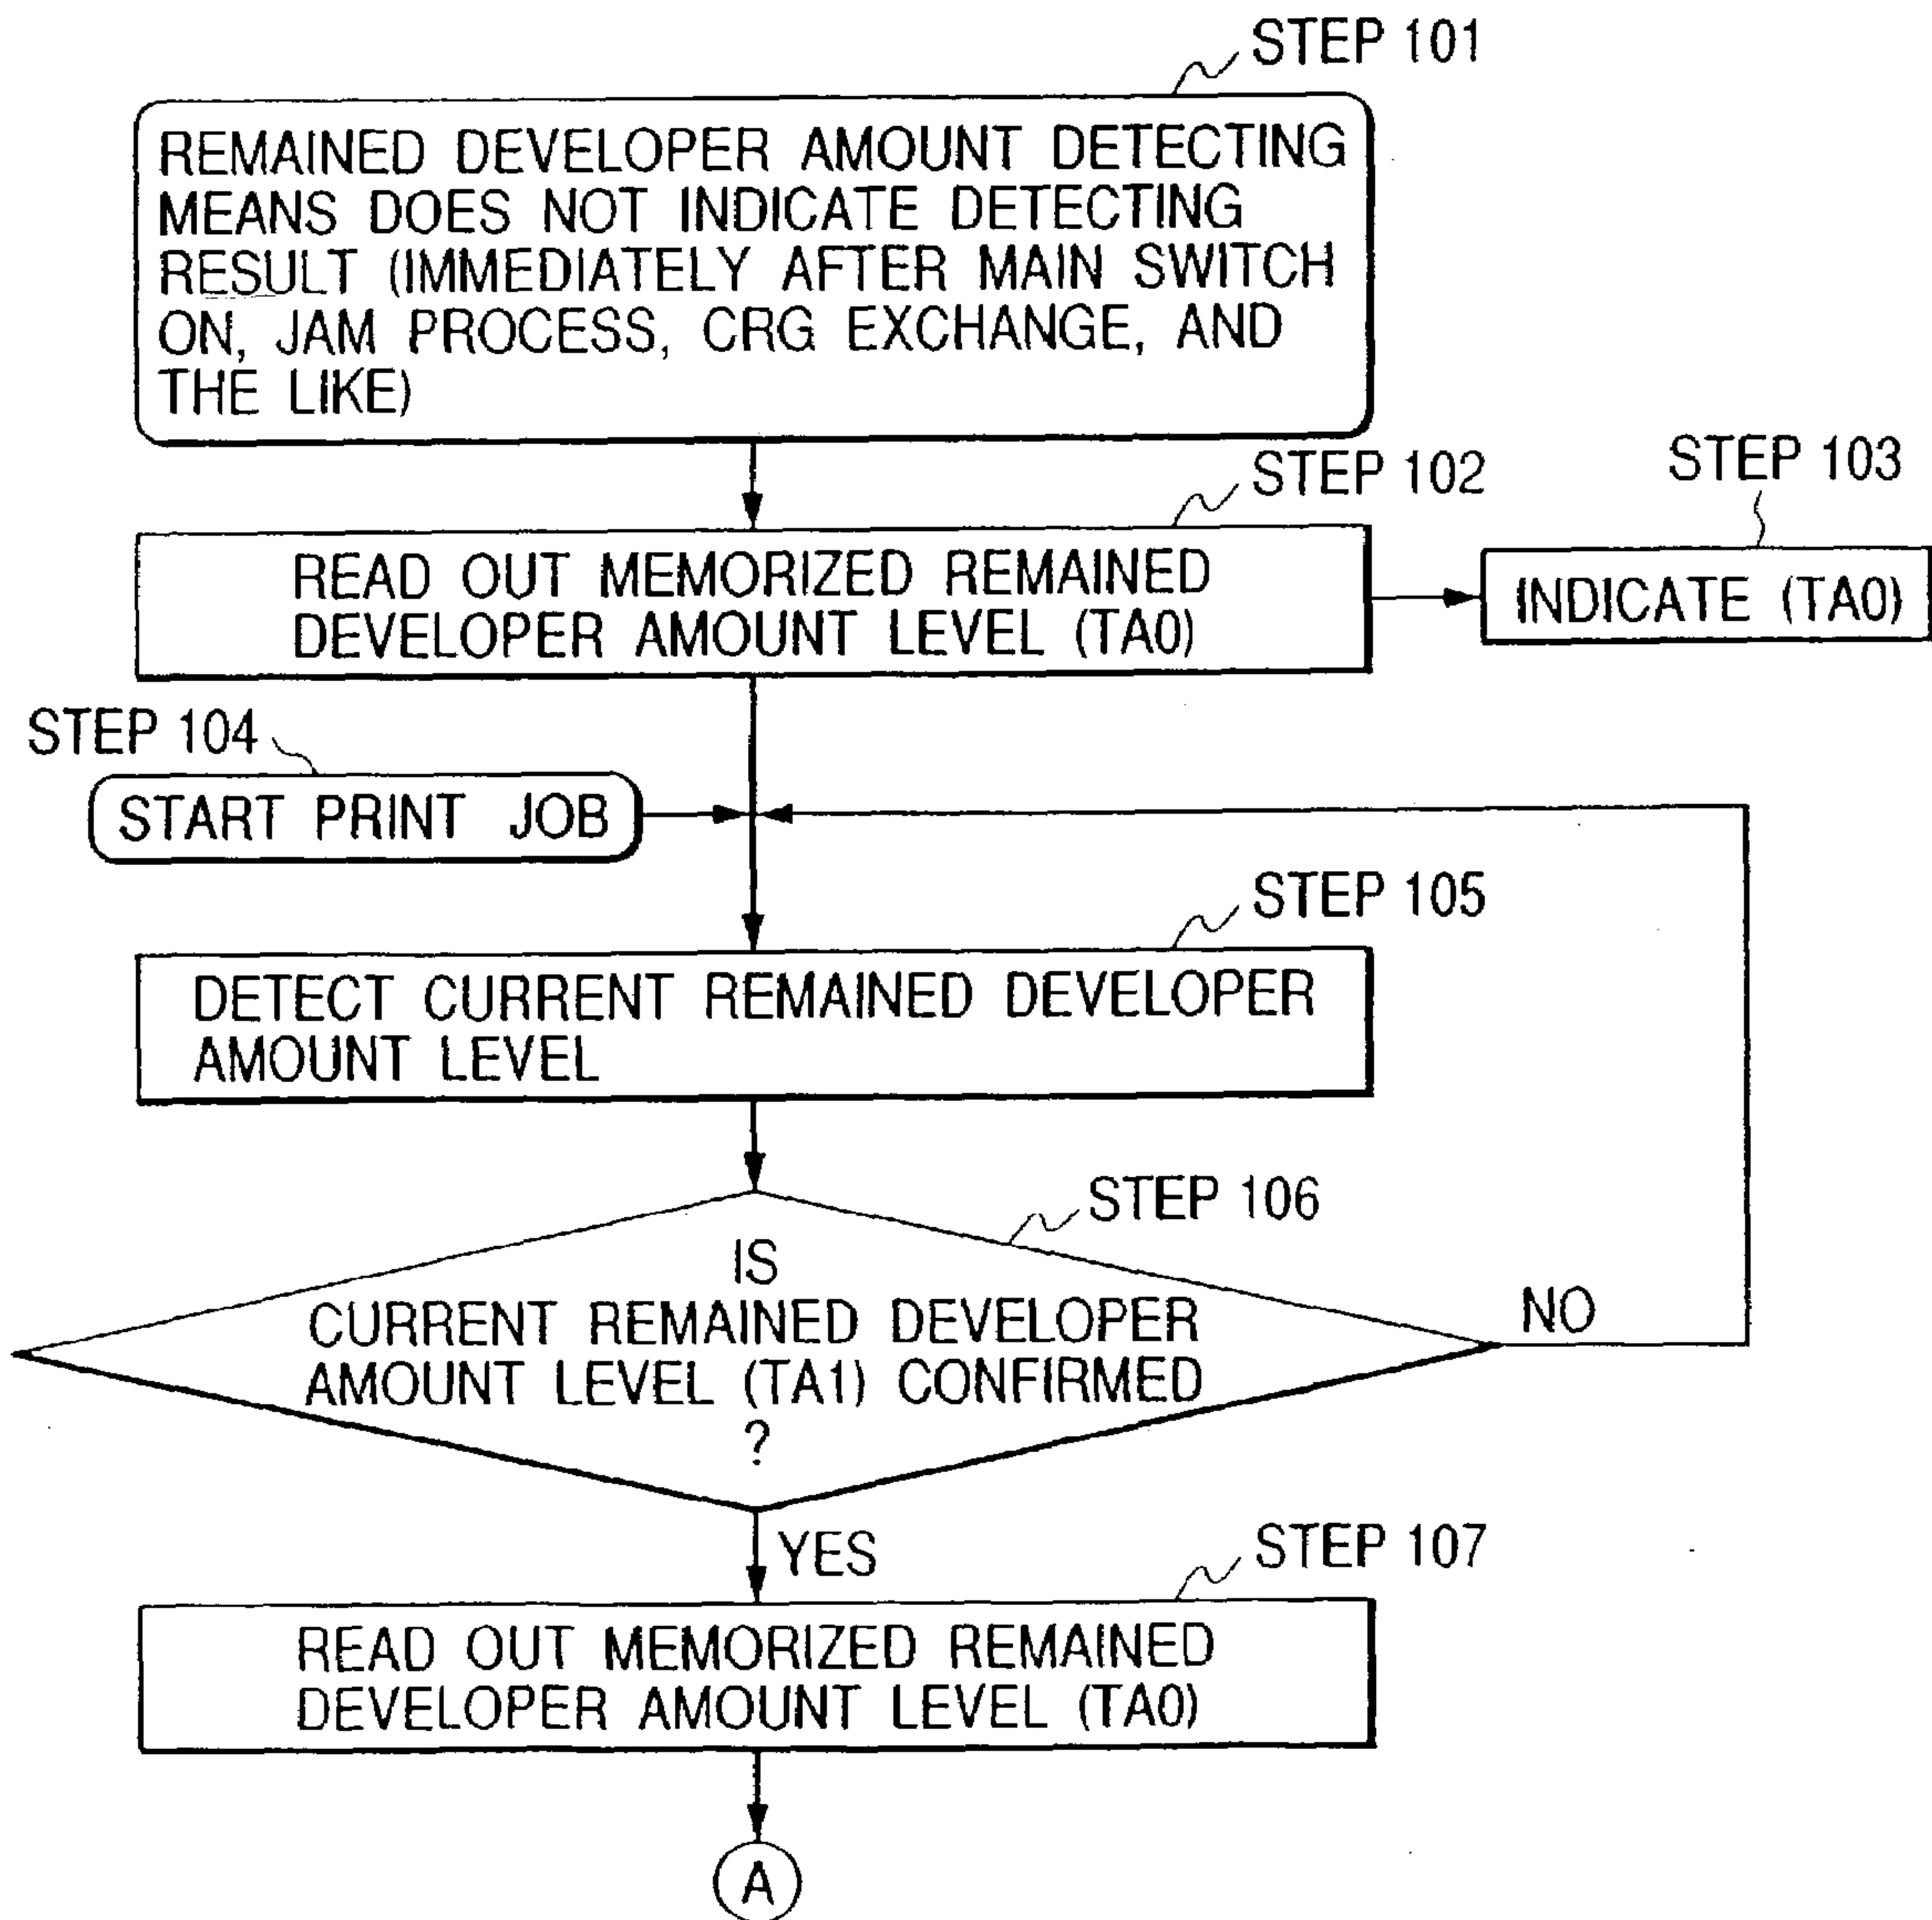 STEP 101
REMAINED DEVELOPER AMOUNT DETECTING
MEANS DOES NOT INDICATE DETECTING
RESULT (IMMEDIATELY AFTER MAIN SWITCH
ON, JAM PROCESS, CRG EXCHANGE, AND
THE LIKE)
STEP 102
STEP 103
READ OUT MEMORIZED REMAINED
DEVELOPER AMOUNT LEVEL (TA0)
INDICATE (TA0)
STEP 104
START PRINT JOB
STEP 105
DETECT CURRENT REMAINED DEVELOPER
AMOUNT LEVEL
STEP 106
IS
CURRENT REMAINED DEVELOPER
AMOUNT LEVEL (TA1) CONFIRMED
?
NO
YES
STEP 107
READ OUT MEMORIZED REMAINED
DEVELOPER AMOUNT LEVEL (TA0)
A